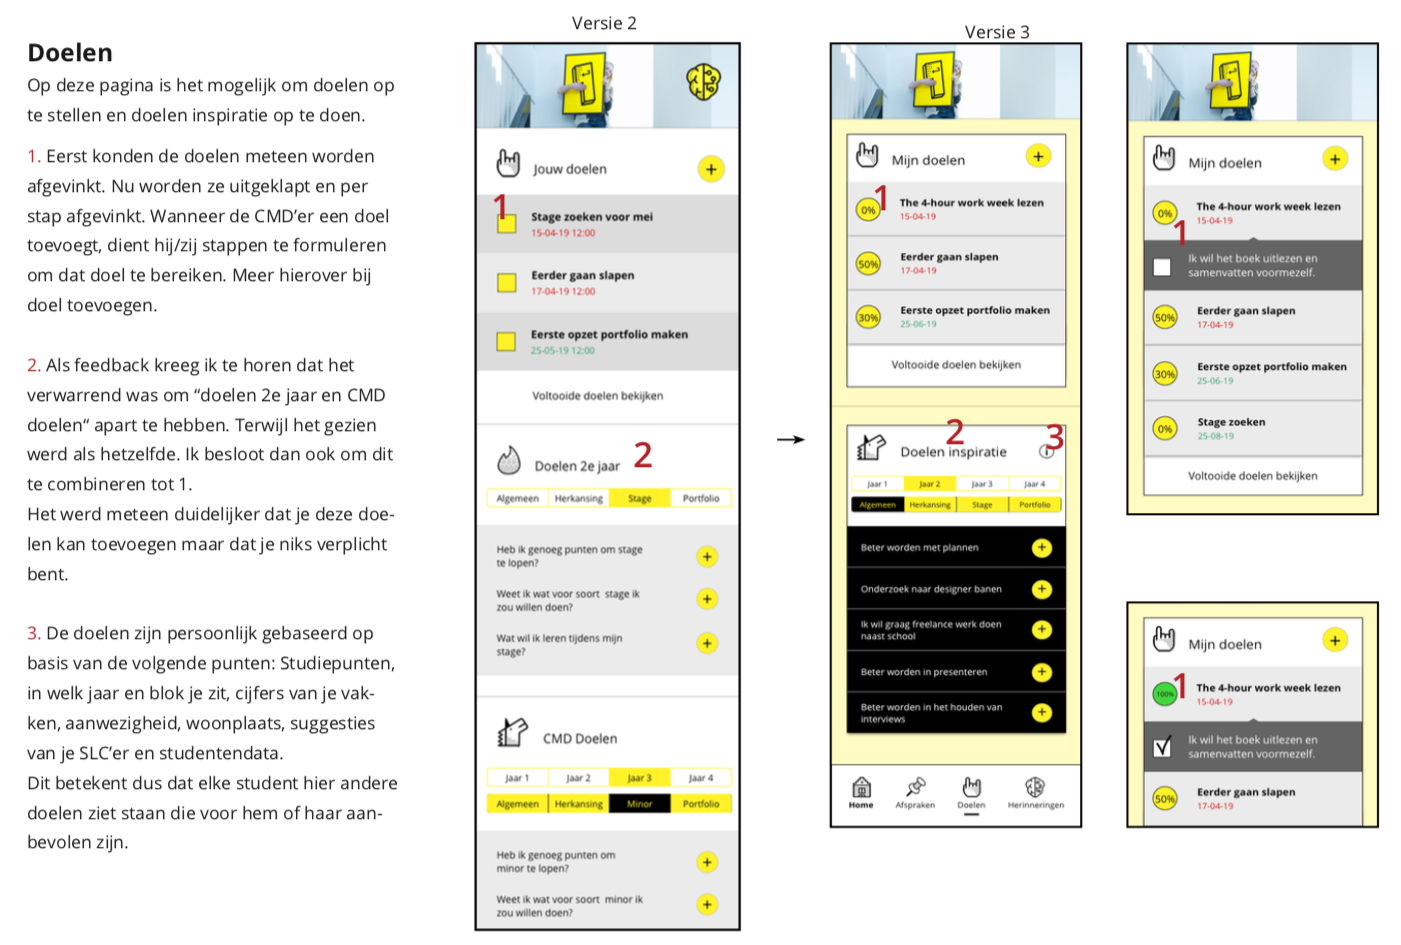 Doelen
Op deze pagina is het mogelijk om doelen op
te stellen en doelen inspiratie op te doen.
1. Eerst konden de doelen meteen worden
afgevinkt. Nu worden ze uitgeklapt en per
stap afgevinkt. Wanneer de CMD'er een doel
toevoegt, dient hij/zij stappen te formuleren
om dat doel te bereiken. Meer hierover bij
doel toevoegen.
2. Als feedback kreeg ik te horen dat het
verwarrend was om “doelen 2e jaar en CMD
doelen“ apart te hebben. Terwijl het gezien
werd als hetzelfde. Ik besloot dan ook om dit
te combineren tot 1.
Het werd meteen duidelijker dat je deze doe-
len kan toevoegen maar dat je niks verplicht
bent.
3. De doelen zijn persoonlijk gebaseerd op
basis van de volgende punten: Studiepunten,
in welk jaar en blok je zit, cijfers van je vak-
ken, aanwezigheid, woonplaats, suggesties
van je SLC'er en studentendata.
Dit betekent dus dat elke student hier andere
doelen ziet staan die voor hem of haar aan-
bevolen zijn.
Versie 2
Jouw doelen
+
1
Stage zoeken voor mei
15-04-19 12:00
Eerder gaan slapen
17-04-19 12:00
Eerste opzet portfolio maken
25-05-19 12:00
Voltooide doelen bekijken
Doelen 2e jaar
2
Algemeen Herkansing Stage Portfolio
Heb ik genoeg punten om stage
te lopen?
+
Weet ik wat voor soort stage ik
zou willen doen?
+
Wat wil ik leren tijdens mijn
stage?
+
CMD Doelen
Jaar 1 Jaar 2 Jaar 3 Jaar 4
Algemeen Herkansing Minor Portfolio
Heb ik genoeg punten om
minor te lopen?
+
Weet ik wat voor soort minor ik
zou willen doen?
+
Versie 3
Mijn doelen
+
1
0%
The 4-hour work week lezen
15-04-19
50%
Eerder gaan slapen
17-04-19
30%
Eerste opzet portfolio maken
25-06-19
Voltooide doelen bekijken
2
3
Doelen inspiratie
i
Jaar 1 Jaar 2 Jaar 3 Jaar 4
Algemeen Herkansing Stage Portfolio
Beter worden met plannen
+
Onderzoek naar designer banen
+
Ik wil graag freelance werk doen
naast school
+
Beter worden in presenteren
+
Beter worden in het houden van
interviews
+
Home Afspraken Doelen Herinneringen
Mijn doelen
+
0%
The 4-hour work week lezen
15-04-19
1
Ik wil het boek uitlezen en
samenvatten voormezelf.
50%
Eerder gaan slapen
17-04-19
30%
Eerste opzet portfolio maken
25-06-19
0%
Stage zoeken
25-08-19
Voltooide doelen bekijken
Mijn doelen
+
100%
1
The 4-hour work week lezen
15-04-19
Ik wil het boek uitlezen en
samenvatten voormezelf.
50%
Eerder gaan slapen
17-04-19